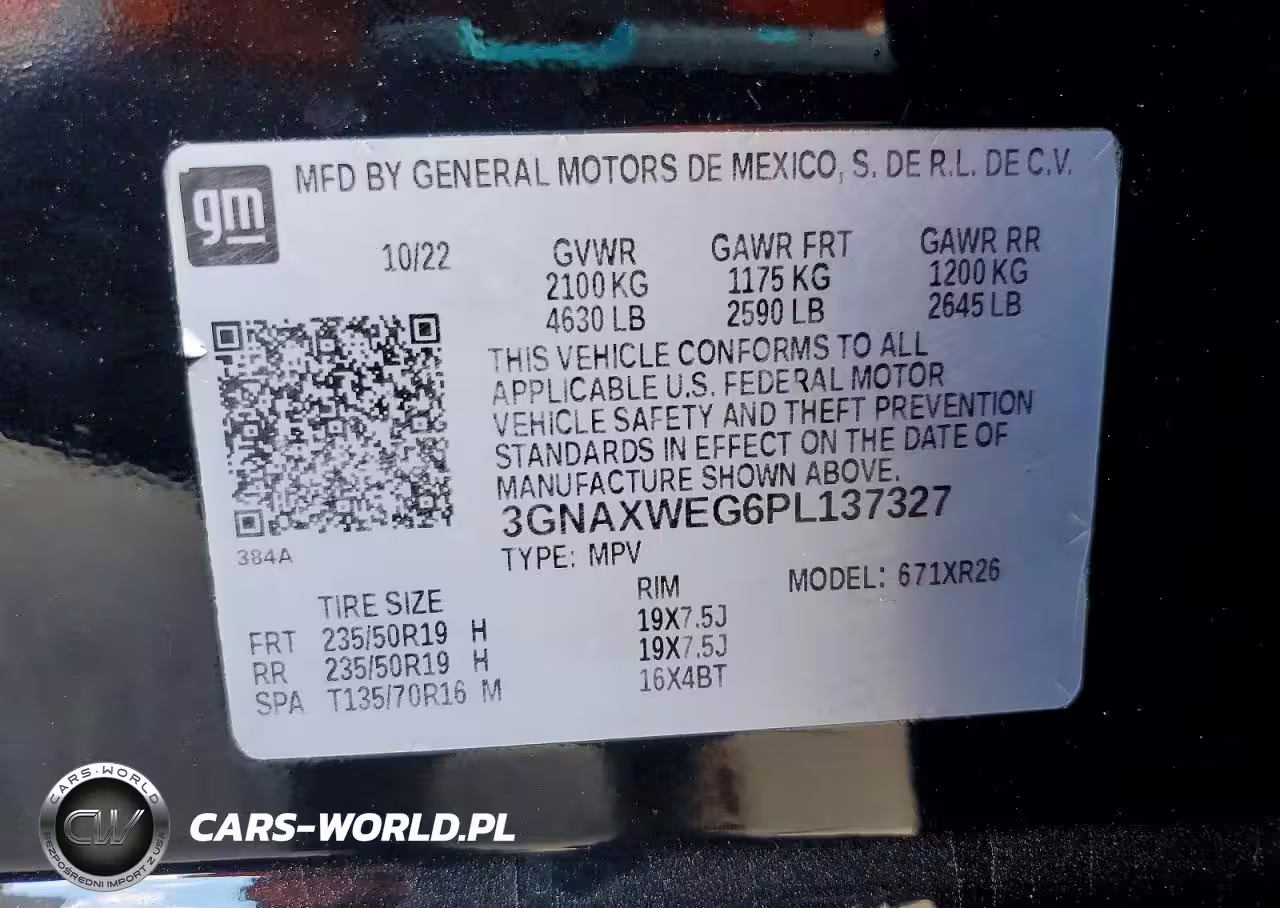 gm
MFD BY GENERAL MOTORS DE MEXICO, S. DE R.L. DE C.V.
10/22 GVWR GAWR FRT GAWR RR
2100 KG 1175 KG 1200 KG
4630 LB 2590 LB 2645 LB
THIS VEHICLE CONFORMS TO ALL
APPLICABLE U.S. FEDERAL MOTOR
VEHICLE SAFETY AND THEFT PREVENTION
STANDARDS IN EFFECT ON THE DATE OF
MANUFACTURE SHOWN ABOVE.
3GNAXWEG6PL137327
384A
TYPE: MPV
MODEL: 671XR26
TIRE SIZE RIM
FRT 235/50R19 H 19X7.5J
RR 235/50R19 H 19X7.5J
SPA T135/70R16 M 16X4BT
CARS-WORLD
CW
BEZPOŚREDNI IMPORT Z USA
CARS-WORLD.PL